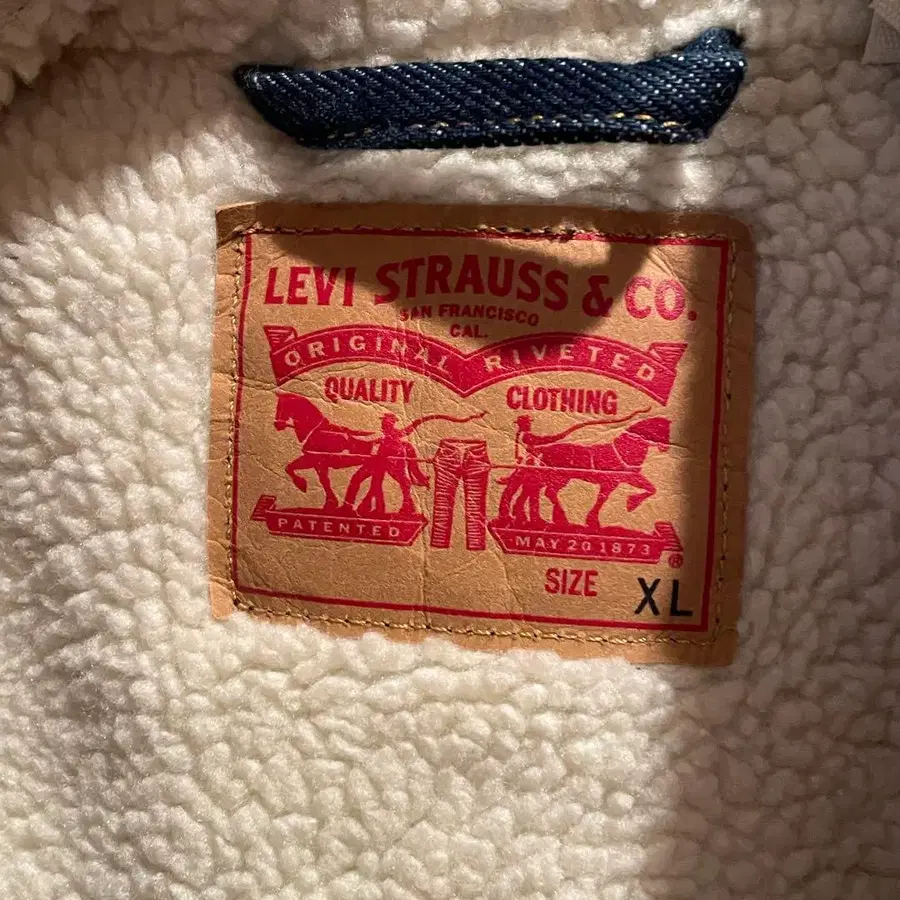 LEVI STRAUSS & CO.
SAN FRANCISCO
CAL.
ORIGINAL RIVETED
QUALITY CLOTHING
PATENTED MAY 20 1873
®
SIZE XL